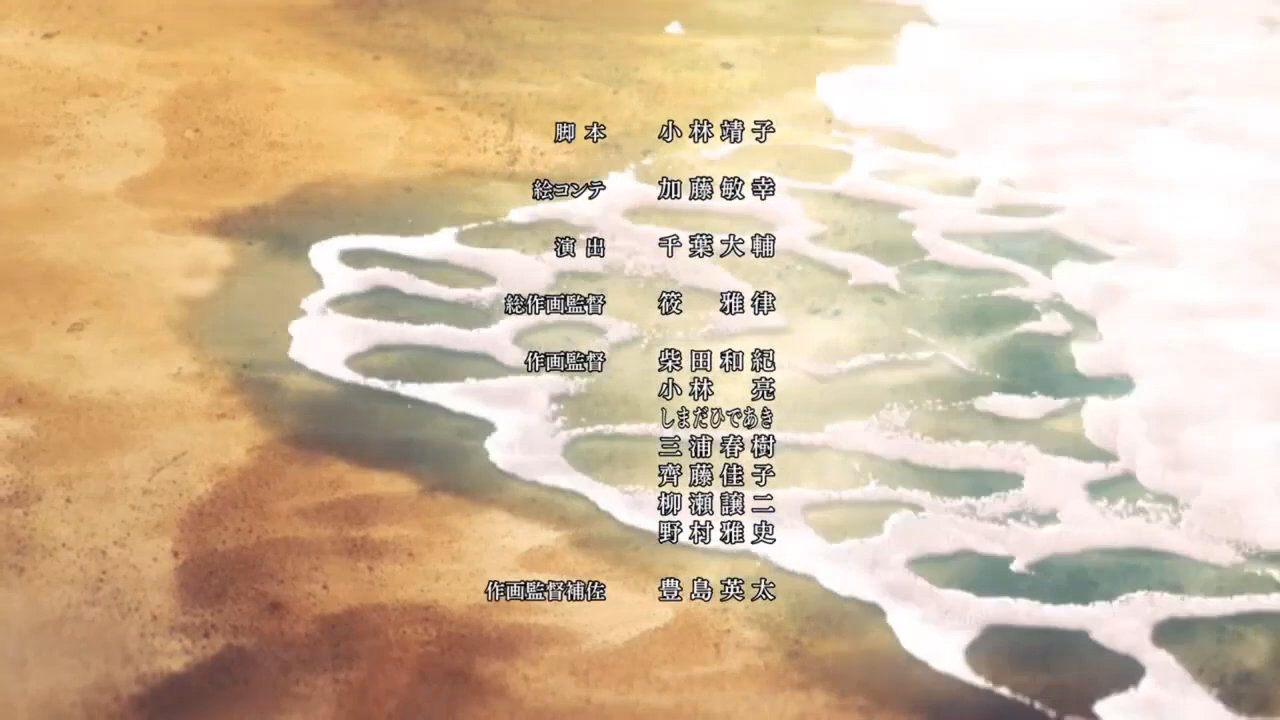 脚本 小林靖子
絵コンテ 加藤敏幸
演出 千葉大輔
総作画監督 筱 雅律
作画監督 柴田和紀
小林 亮
しまだひであき
三浦春樹
齊藤佳子
柳瀬譲二
野村雅史
作画監督補佐 豊島英太